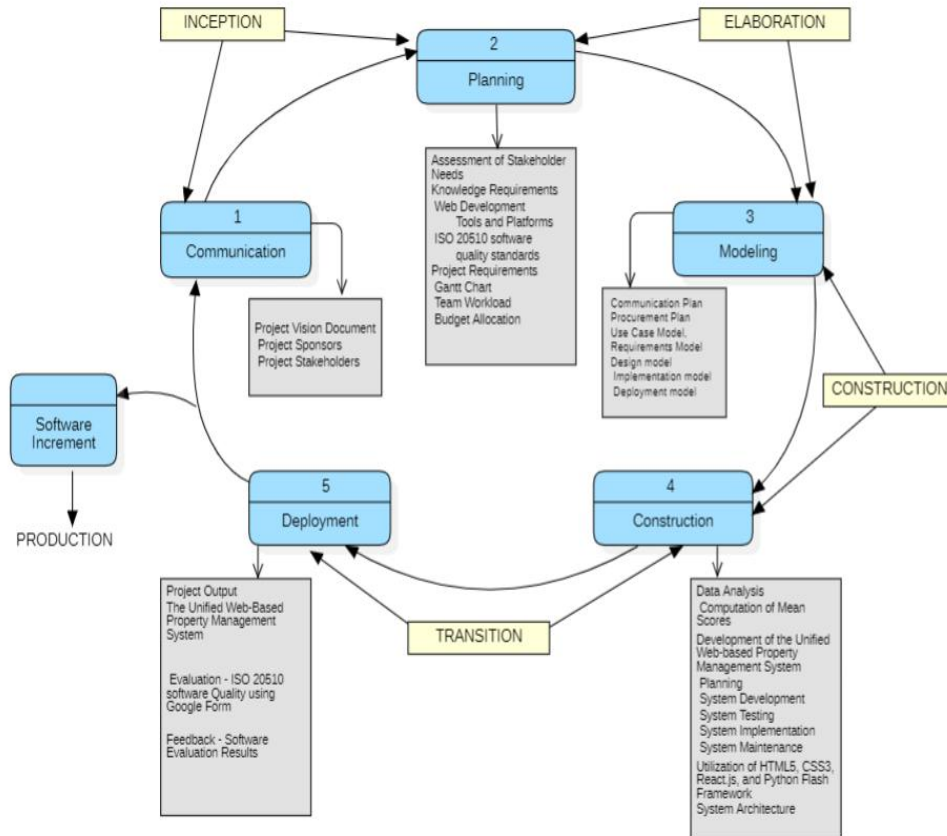 INCEPTION
ELABORATION
2
Planning
Assessment of Stakeholder
Needs
Knowledge Requirements
Web Development
Tools and Platforms
ISO 20510 software
quality standards
Project Requirements
Gantt Chart
Team Workload
Budget Allocation
1
Communication
Project Vision Document
Project Sponsors
Project Stakeholders
3
Modeling
Communication Plan
Procurement Plan
Use Case Model,
Requirements Model
Design model
Implementation model
Deployment model
CONSTRUCTION
Software
Increment
PRODUCTION
5
Deployment
4
Construction
TRANSITION
Project Output
The Unified Web-Based
Property Management
System
Evaluation - ISO 20510
software Quality using
Google Form
Feedback - Software
Evaluation Results
Data Analysis
Computation of Mean
Scores
Development of the Unified
Web-based Property
Management System
Planning
System Development
System Testing
System Implementation
System Maintenance
Utilization of HTML5, CSS3,
React.js, and Python Flash
Framework
System Architecture